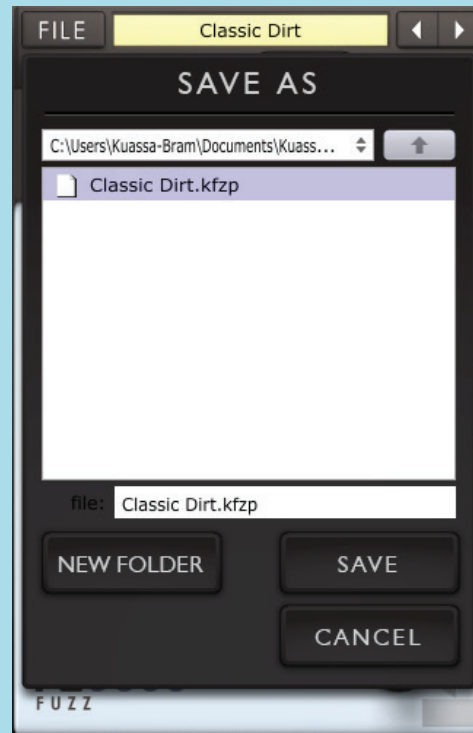 FILE Classic Dirt
SAVE AS
C:\Users\Kuassa-Bram\Documents\Kuass...
Classic Dirt.kfzp
file: Classic Dirt.kfzp
NEW FOLDER SAVE
CANCEL
FUZZ